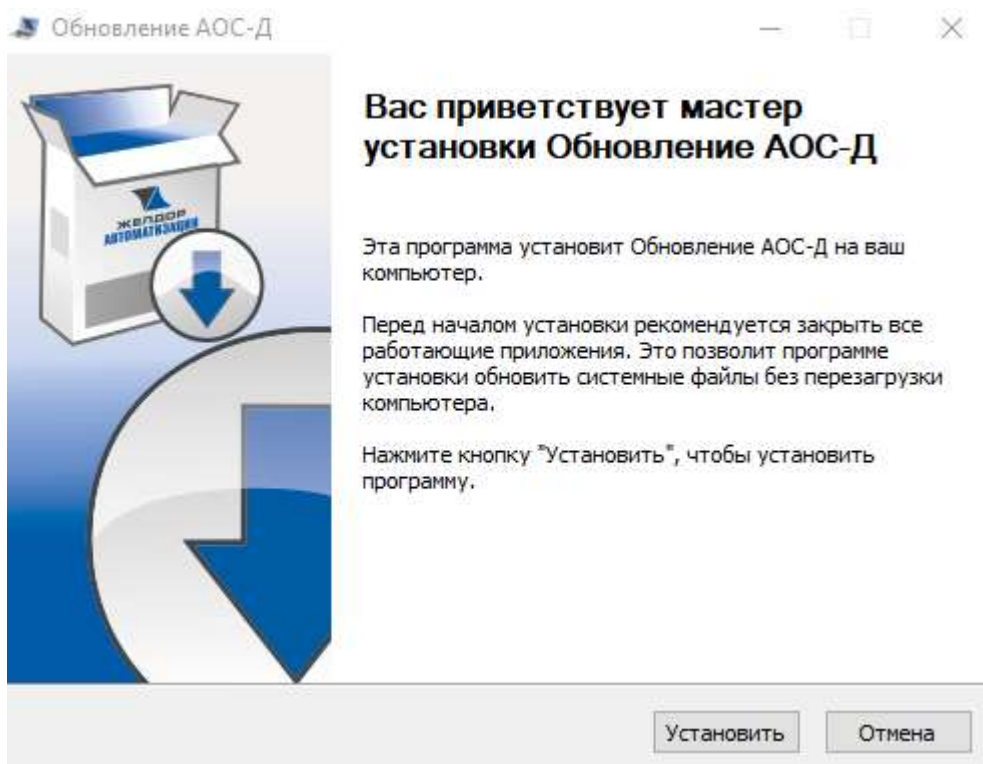 Обновление АОС-Д
Вас приветствует мастер
установки Обновление АОС-Д
ЖЕЛДОР
АВТОМАТИЗАЦИЯ
Эта программа установит Обновление АОС-Д на ваш
компьютер.
Перед началом установки рекомендуется закрыть все
работающие приложения. Это позволит программе
установки обновить системные файлы без перезагрузки
компьютера.
Нажмите кнопку "Установить", чтобы установить
программу.
Установить
Отмена